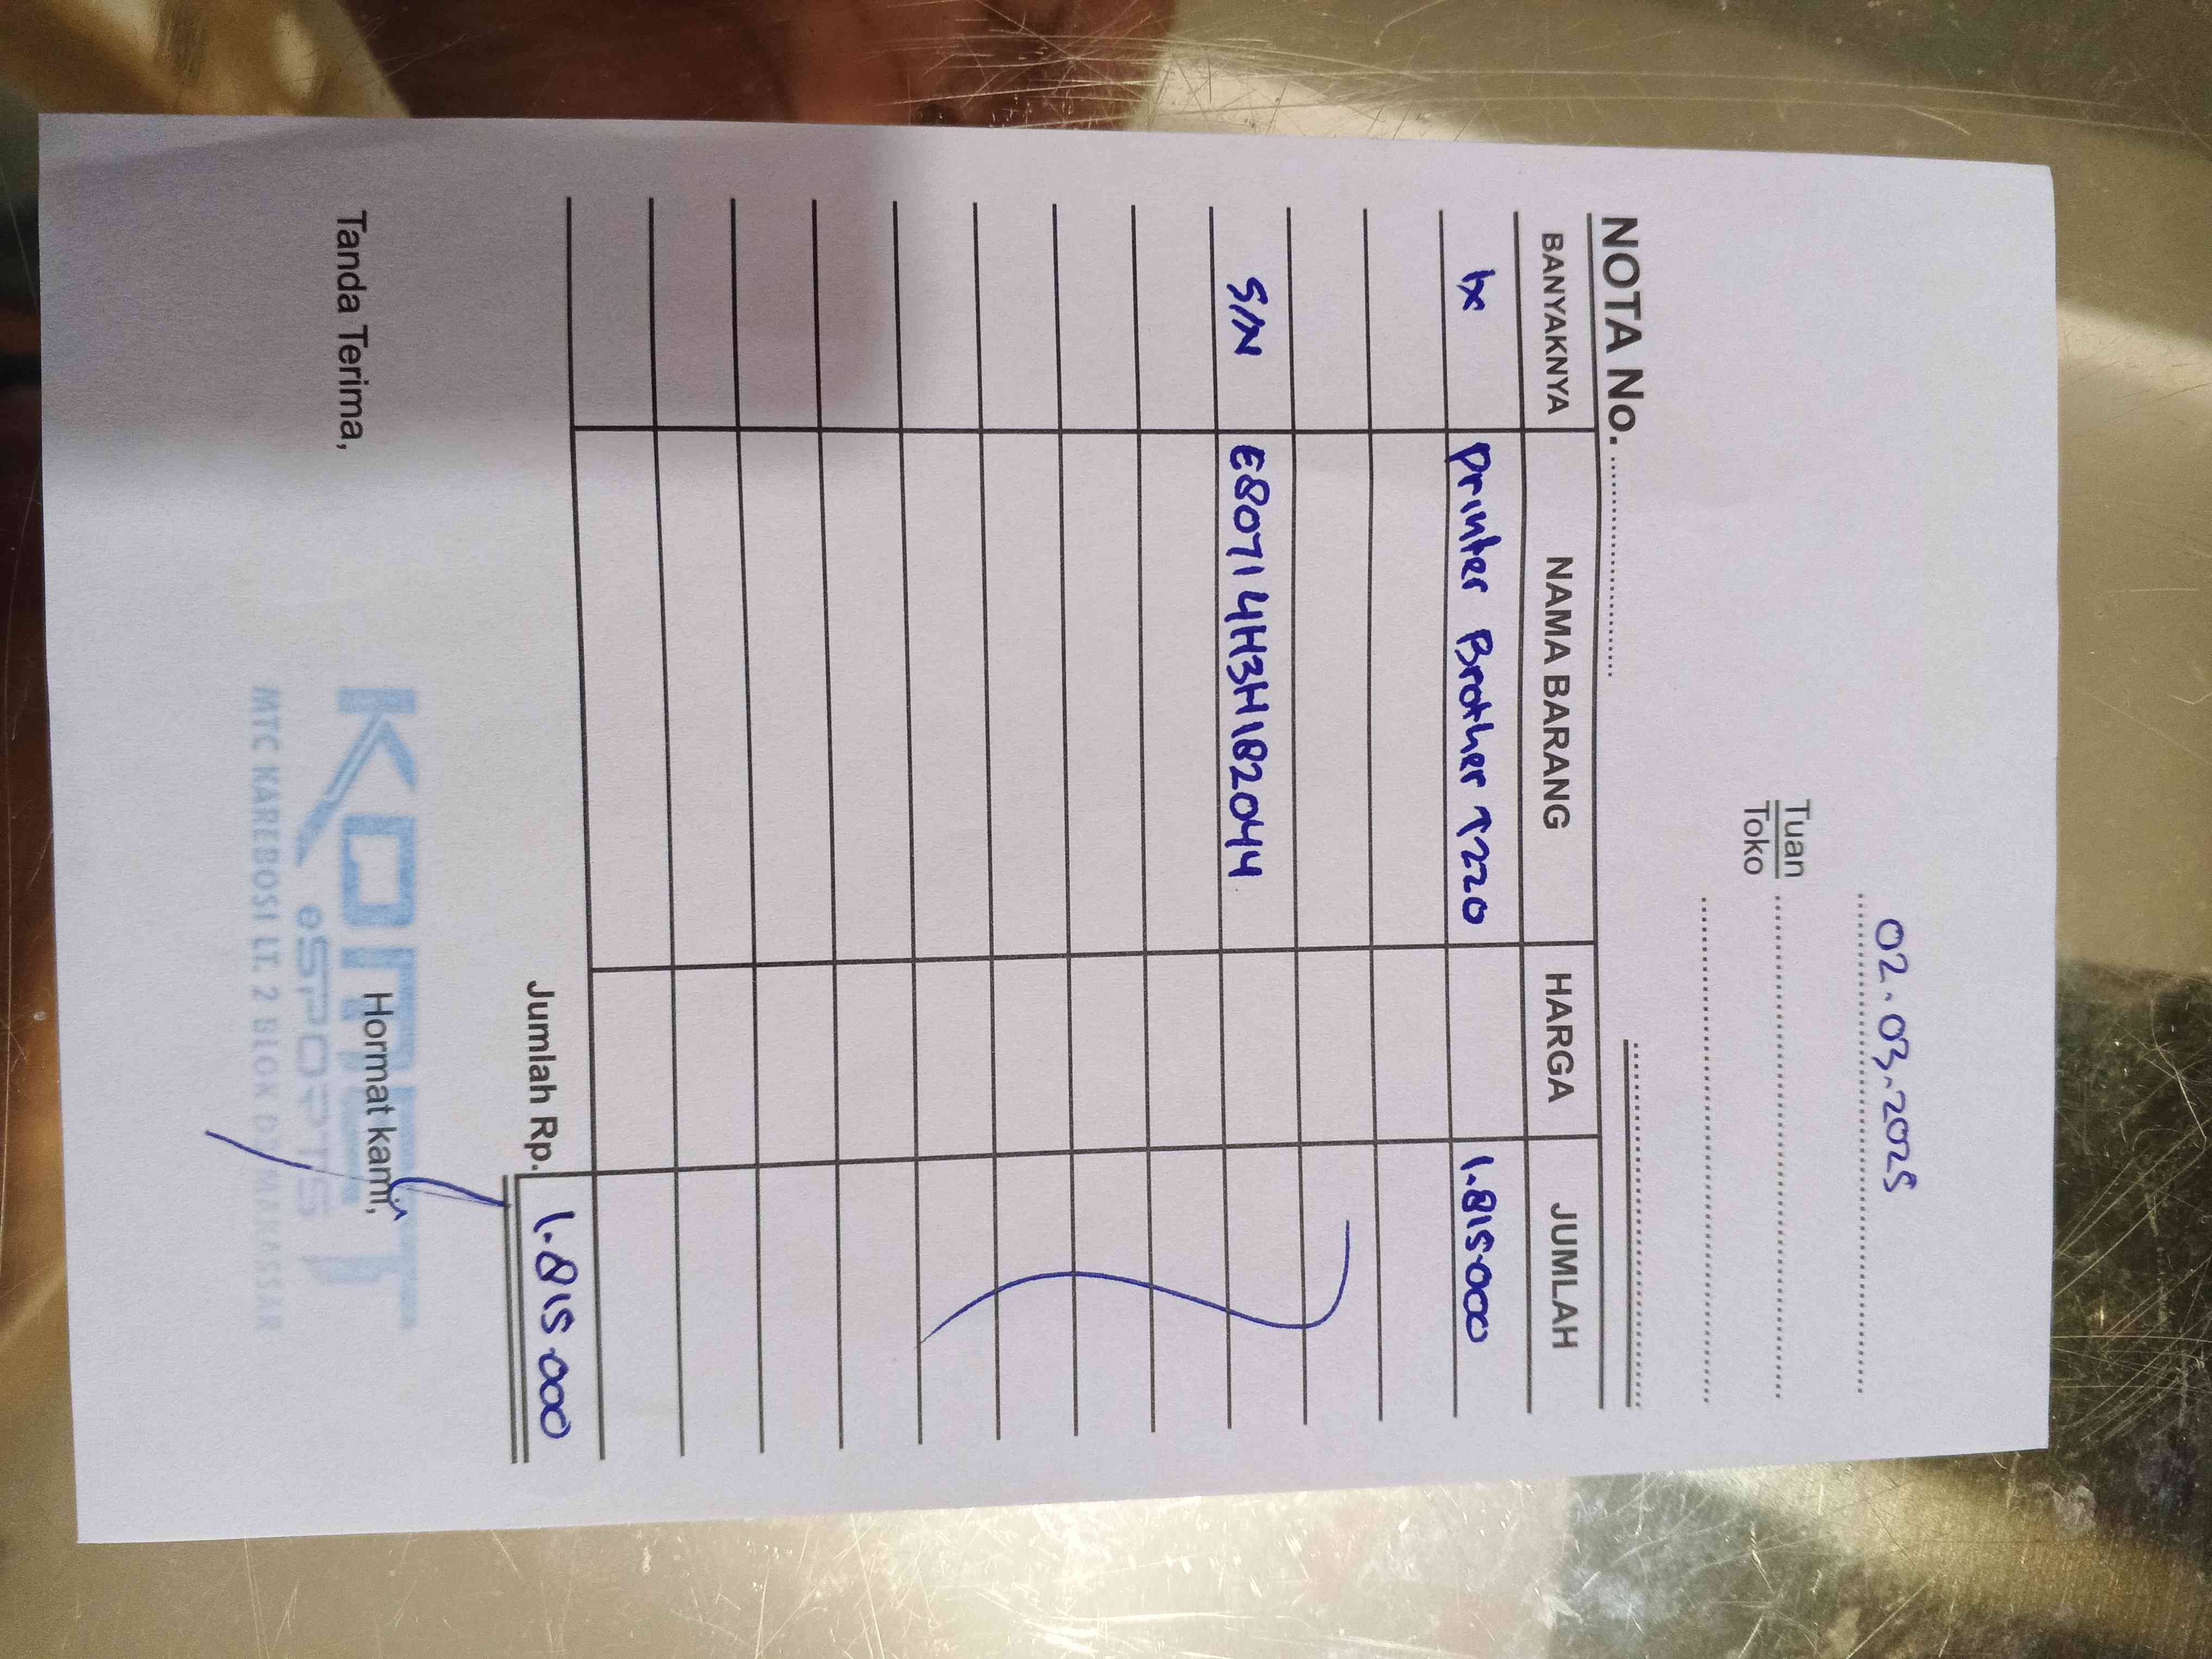 02.03.2025
Tuan
Toko
NOTA No.
BANYAKNYA NAMA BARANG HARGA JUMLAH
1x Printer Brother T220 1.815.000
S/N E80714H3H182044
Jumlah Rp. 1.815.000
Tanda Terima, Hormat kami,
KOMET
eSPORTS
MTC KAREBOSI LT. 2 BLOK MAKASSAR